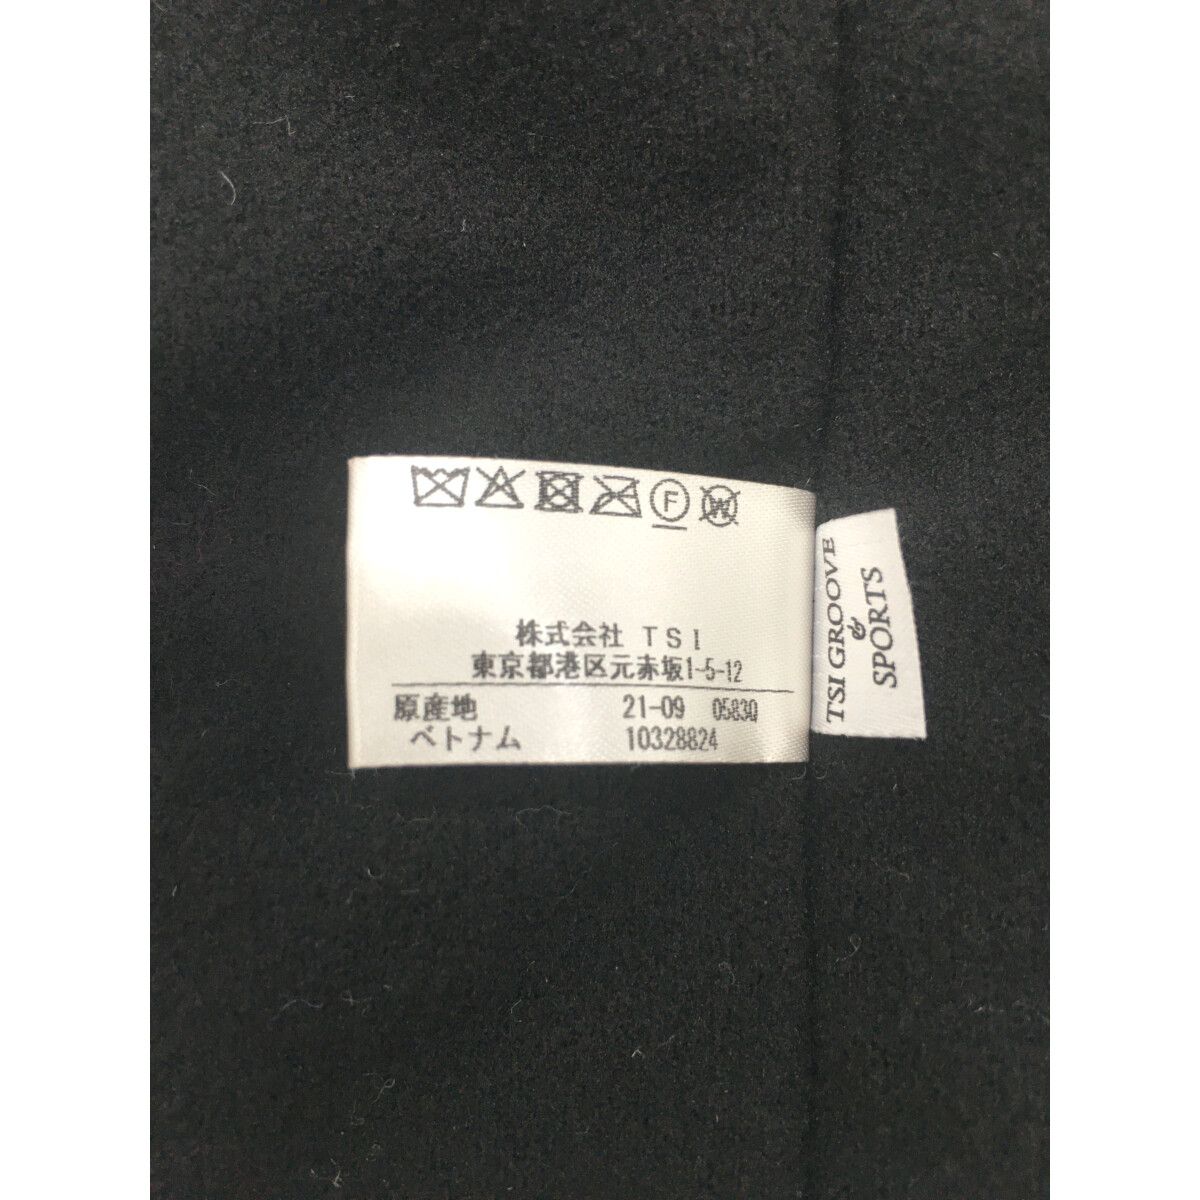 F W
株式会社 TSI
東京都港区元赤坂1-5-12
原産地 21-09 0583Q
ベトナム 10328824
TSI GROOVE
&
SPORTS